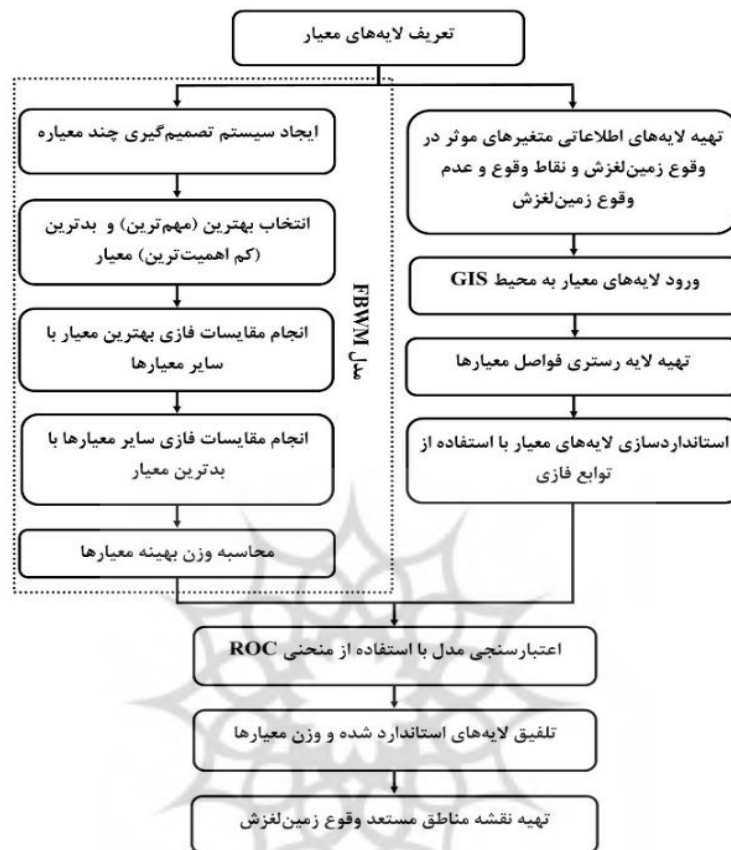 تعریف لایه‌های معیار
تهیه لایه‌های اطلاعاتی متغیرهای موثر در
وقوع زمین‌لغزش و نقاط وقوع و عدم
وقوع زمین‌لغزش
ورود لایه‌های معیار به محیط GIS
تهیه لایه رستری فواصل معیارها
استانداردسازی لایه‌های معیار با استفاده از
توابع فازی
مدل FBWM
ایجاد سیستم تصمیم‌گیری چند معیاره
انتخاب بهترین (مهم‌ترین) و بدترین
(کم اهمیت‌ترین) معیار
انجام مقایسات فازی بهترین معیار با
سایر معیارها
انجام مقایسات فازی سایر معیارها با
بدترین معیار
محاسبه وزن بهینه معیارها
اعتبارسنجی مدل با استفاده از منحنی ROC
تلفیق لایه‌های استاندارد شده و وزن معیارها
تهیه نقشه مناطق مستعد وقوع زمین‌لغزش